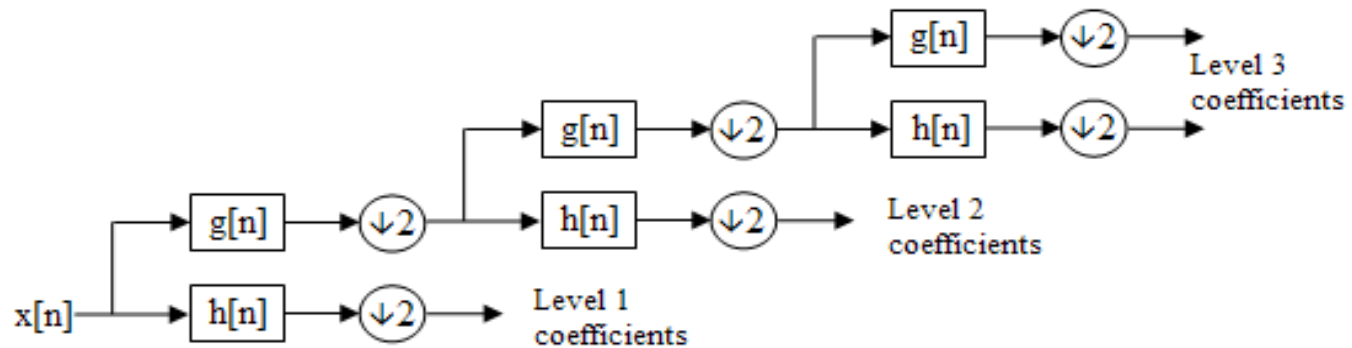 g[n]
↓2
Level 3
coefficients
g[n]
↓2
h[n]
↓2
g[n]
↓2
h[n]
↓2
Level 2
coefficients
x[n]
h[n]
↓2
Level 1
coefficients